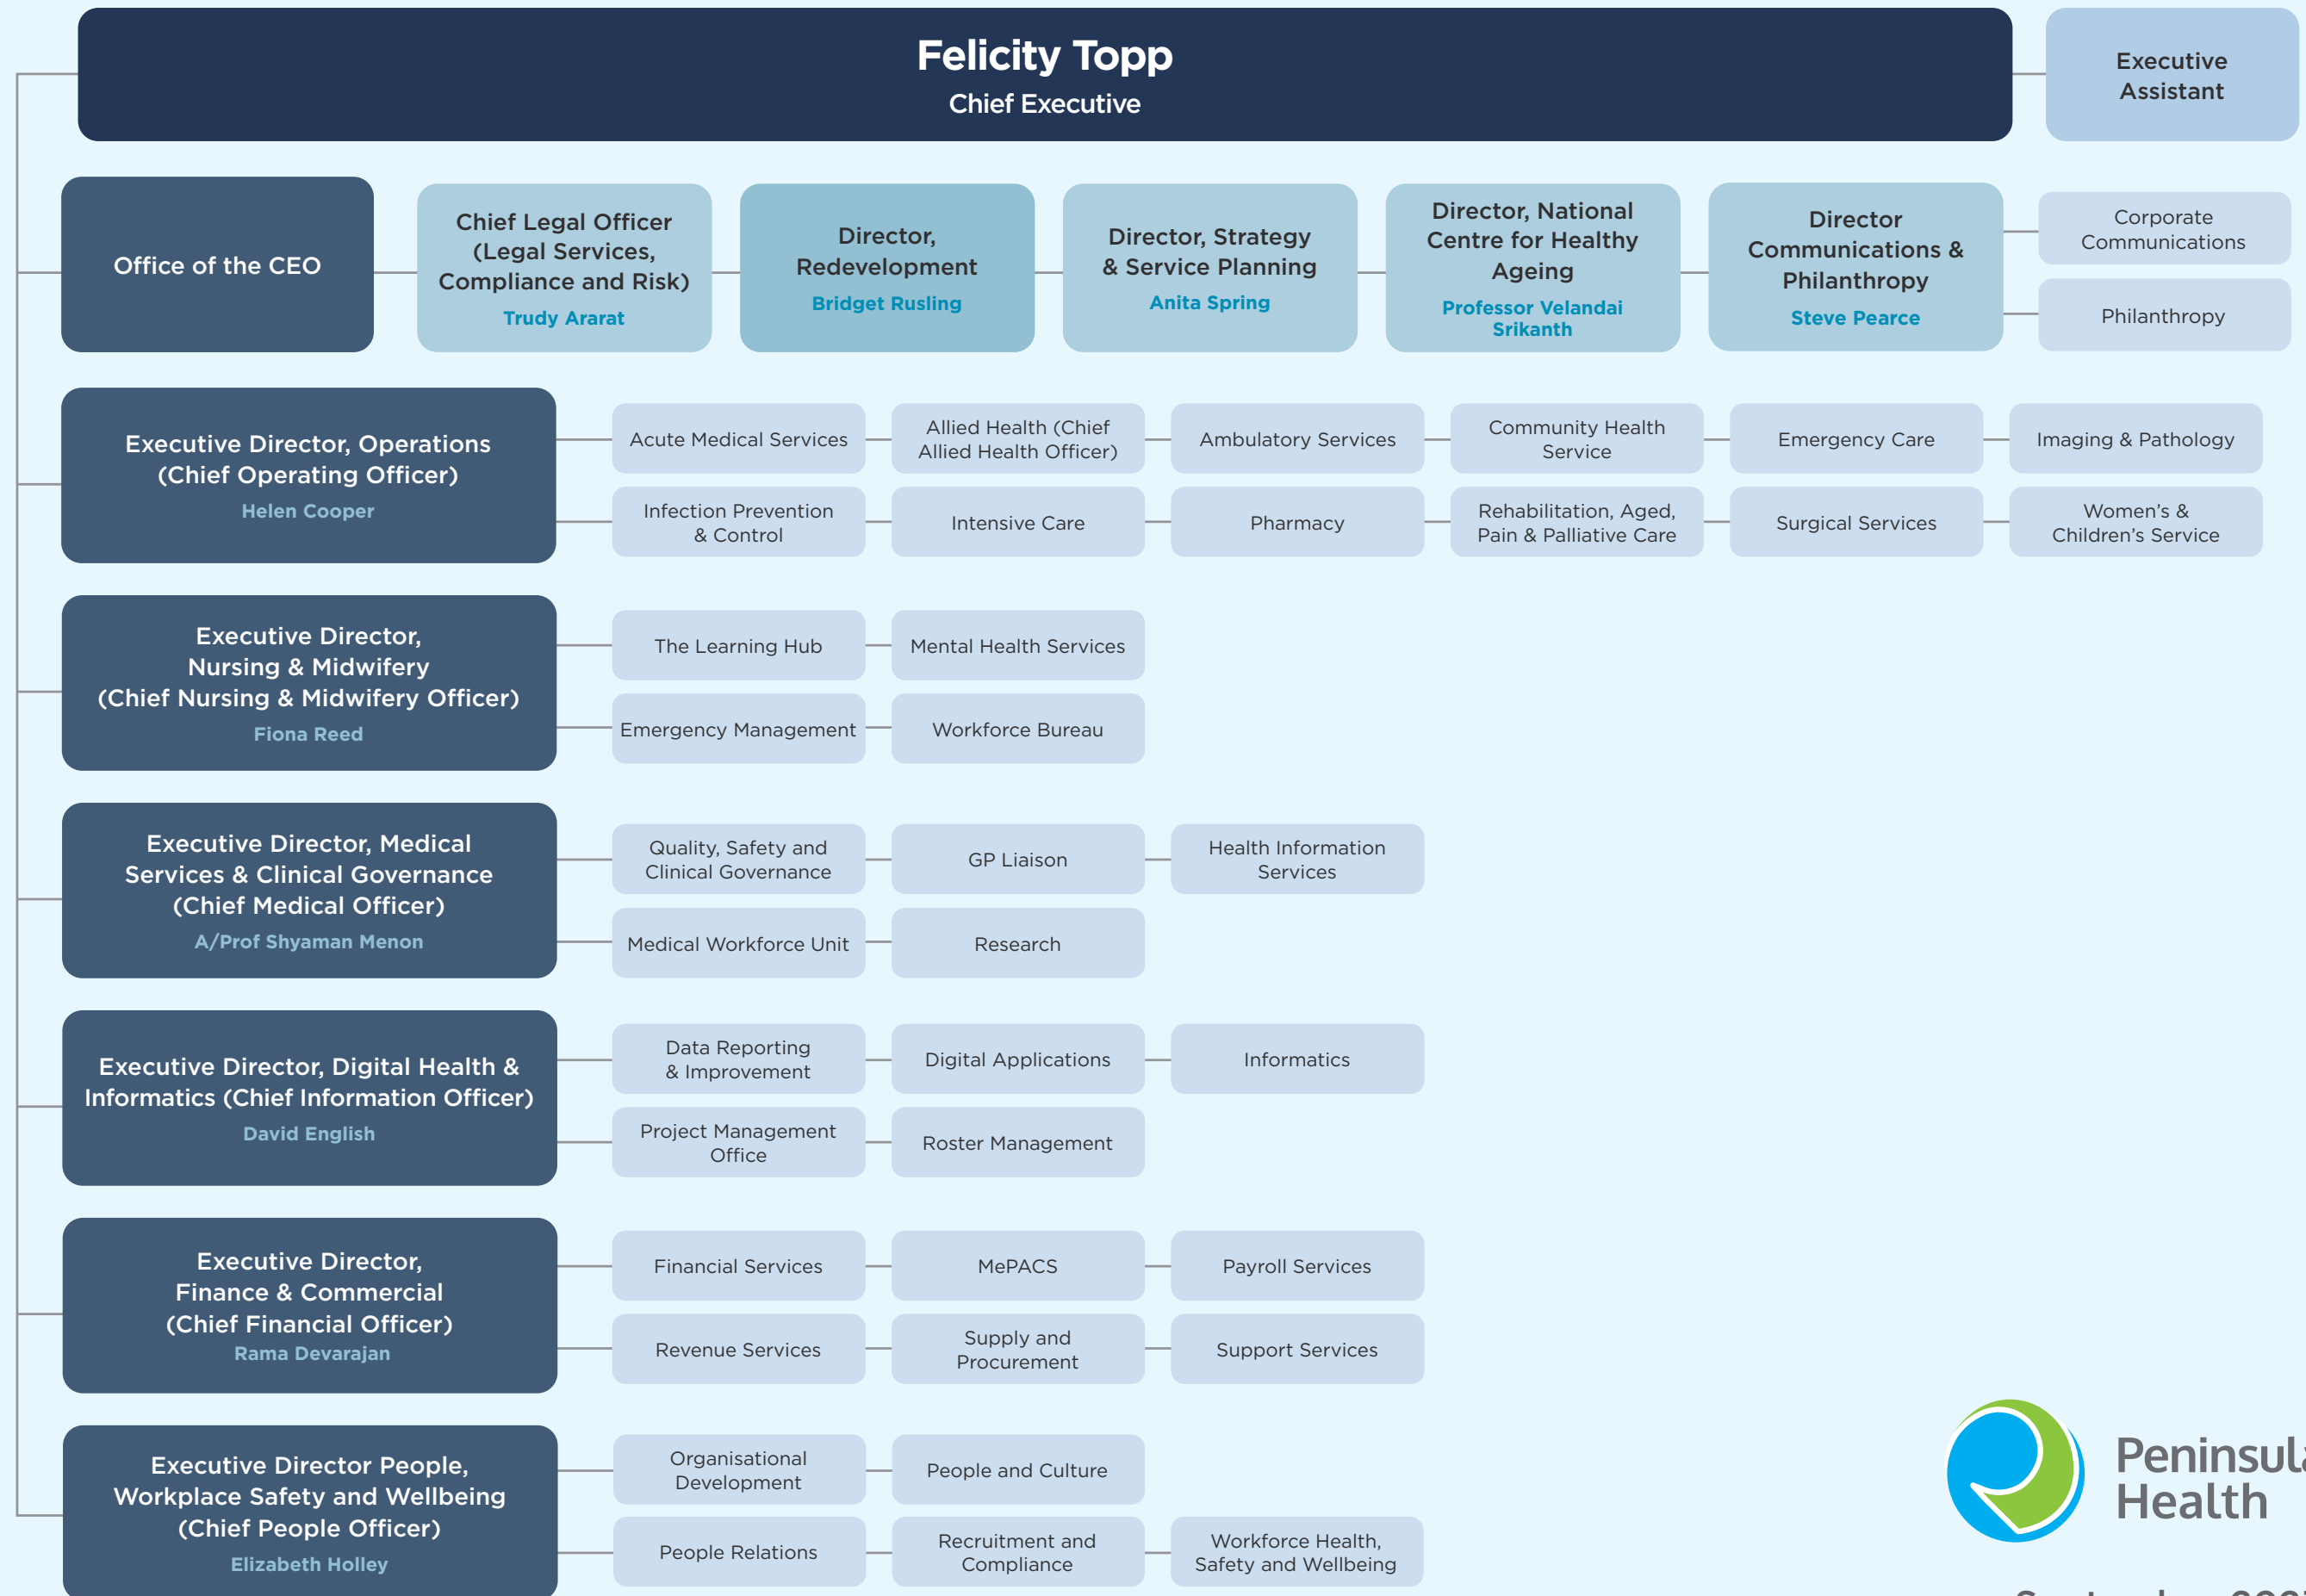 Felicity Topp
Chief Executive
Executive
Assistant
Office of the CEO
Chief Legal Officer
(Legal Services,
Compliance and Risk)
Trudy Ararat
Director,
Redevelopment
Bridget Rusling
Director, Strategy
& Service Planning
Anita Spring
Director, National
Centre for Healthy
Ageing
Professor Velandai
Srikanth
Director
Communications &
Philanthropy
Steve Pearce
Corporate
Communications
Philanthropy
Executive Director, Operations
(Chief Operating Officer)
Helen Cooper
Acute Medical Services
Allied Health (Chief
Allied Health Officer)
Ambulatory Services
Community Health
Service
Emergency Care
Imaging & Pathology
Infection Prevention
& Control
Intensive Care
Pharmacy
Rehabilitation, Aged,
Pain & Palliative Care
Surgical Services
Women’s &
Children’s Service
Executive Director,
Nursing & Midwifery
(Chief Nursing & Midwifery Officer)
Fiona Reed
The Learning Hub
Mental Health Services
Emergency Management
Workforce Bureau
Executive Director, Medical
Services & Clinical Governance
(Chief Medical Officer)
A/Prof Shyaman Menon
Quality, Safety and
Clinical Governance
GP Liaison
Health Information
Services
Medical Workforce Unit
Research
Executive Director, Digital Health &
Informatics (Chief Information Officer)
David English
Data Reporting
& Improvement
Digital Applications
Informatics
Project Management
Office
Roster Management
Executive Director,
Finance & Commercial
(Chief Financial Officer)
Rama Devarajan
Financial Services
MePACS
Payroll Services
Revenue Services
Supply and
Procurement
Support Services
Executive Director People,
Workplace Safety and Wellbeing
(Chief People Officer)
Elizabeth Holley
Organisational
Development
People and Culture
People Relations
Recruitment and
Compliance
Workforce Health,
Safety and Wellbeing
Peninsula
Health